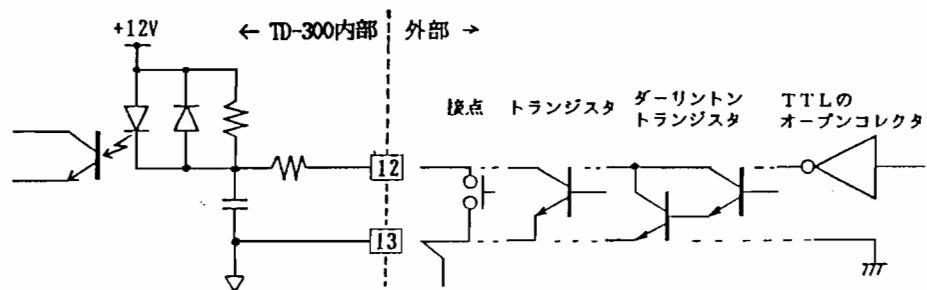 +12V
← TD-300内部
外部 →
接点
トランジスタ
ダーリントン
トランジスタ
TTLの
オープンコレクタ
12
13